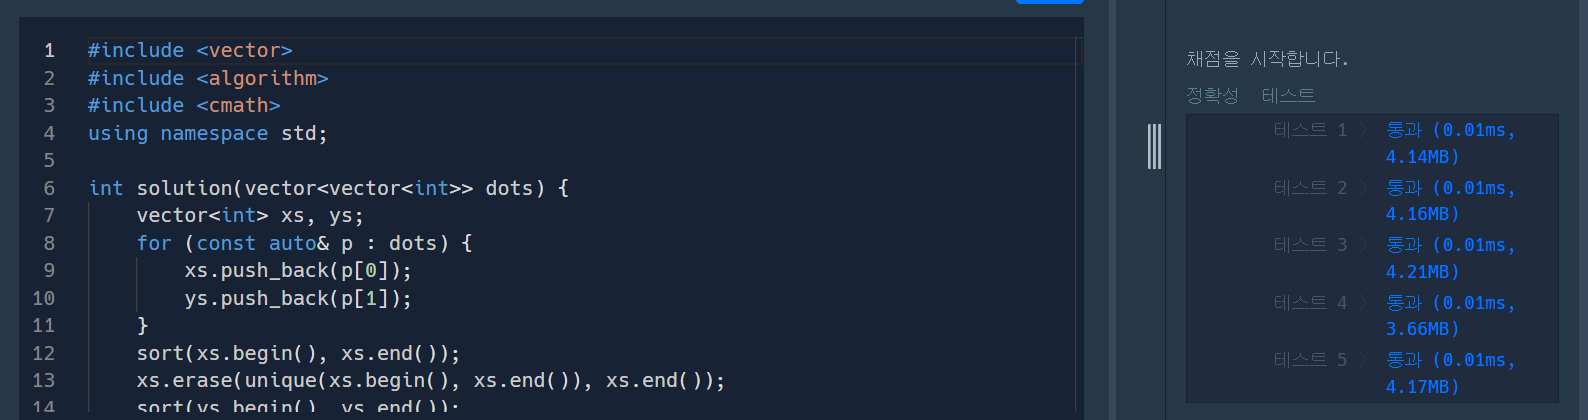 1 #include <vector>
2 #include <algorithm>
3 #include <cmath>
4 using namespace std;
5
6 int solution(vector<vector<int>> dots) {
7     vector<int> xs, ys;
8     for (const auto& p : dots) {
9         xs.push_back(p[0]);
10         ys.push_back(p[1]);
11     }
12     sort(xs.begin(), xs.end());
13     xs.erase(unique(xs.begin(), xs.end()), xs.end());
14     sort(ys.begin(), ys.end());
채점을 시작합니다.
정확성 테스트
테스트 1 〉 통과 (0.01ms,
4.14MB)
테스트 2 〉 통과 (0.01ms,
4.16MB)
테스트 3 〉 통과 (0.01ms,
4.21MB)
테스트 4 〉 통과 (0.01ms,
3.66MB)
테스트 5 〉 통과 (0.01ms,
4.17MB)